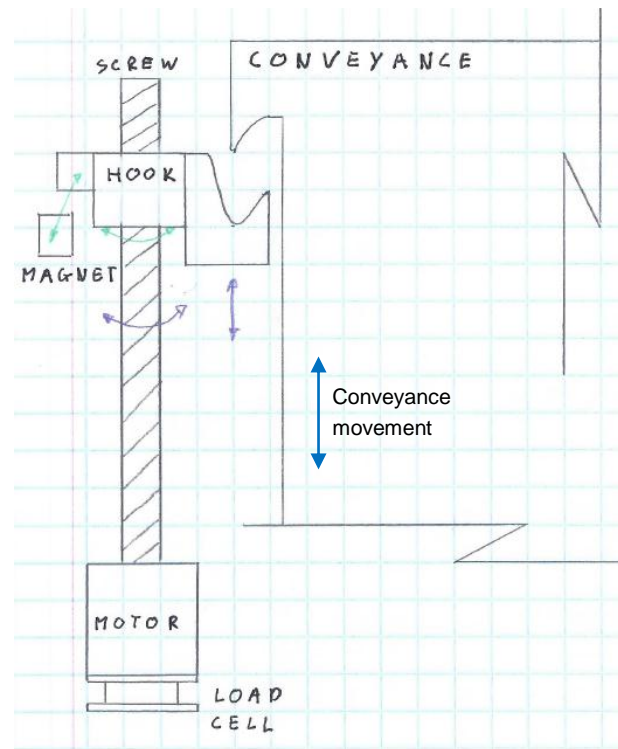 SCREW
CONVEYANCE
HOOK
MAGNET
Conveyance
movement
MOTOR
LOAD
CELL